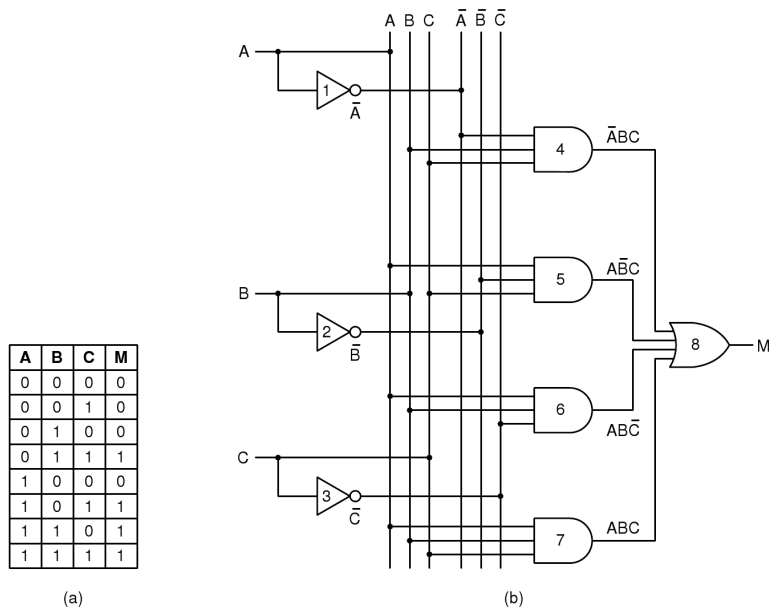 A B C A̅ B̅ C̅
A
1
A̅
4
A̅BC
5
AB̅C
B
2
B̅
8
M
6
ABC̅
C
3
C̅
7
ABC
A B C M
0 0 0 0
0 0 1 0
0 1 0 0
0 1 1 1
1 0 0 0
1 0 1 1
1 1 0 1
1 1 1 1
(a)
(b)